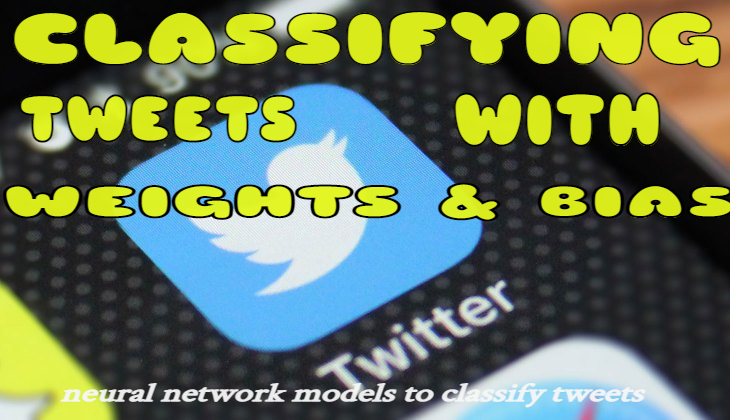 CLASSIFYING
TWEETS WITH
WEIGHTS & BIAS
Twitter
neural network models to classify tweets